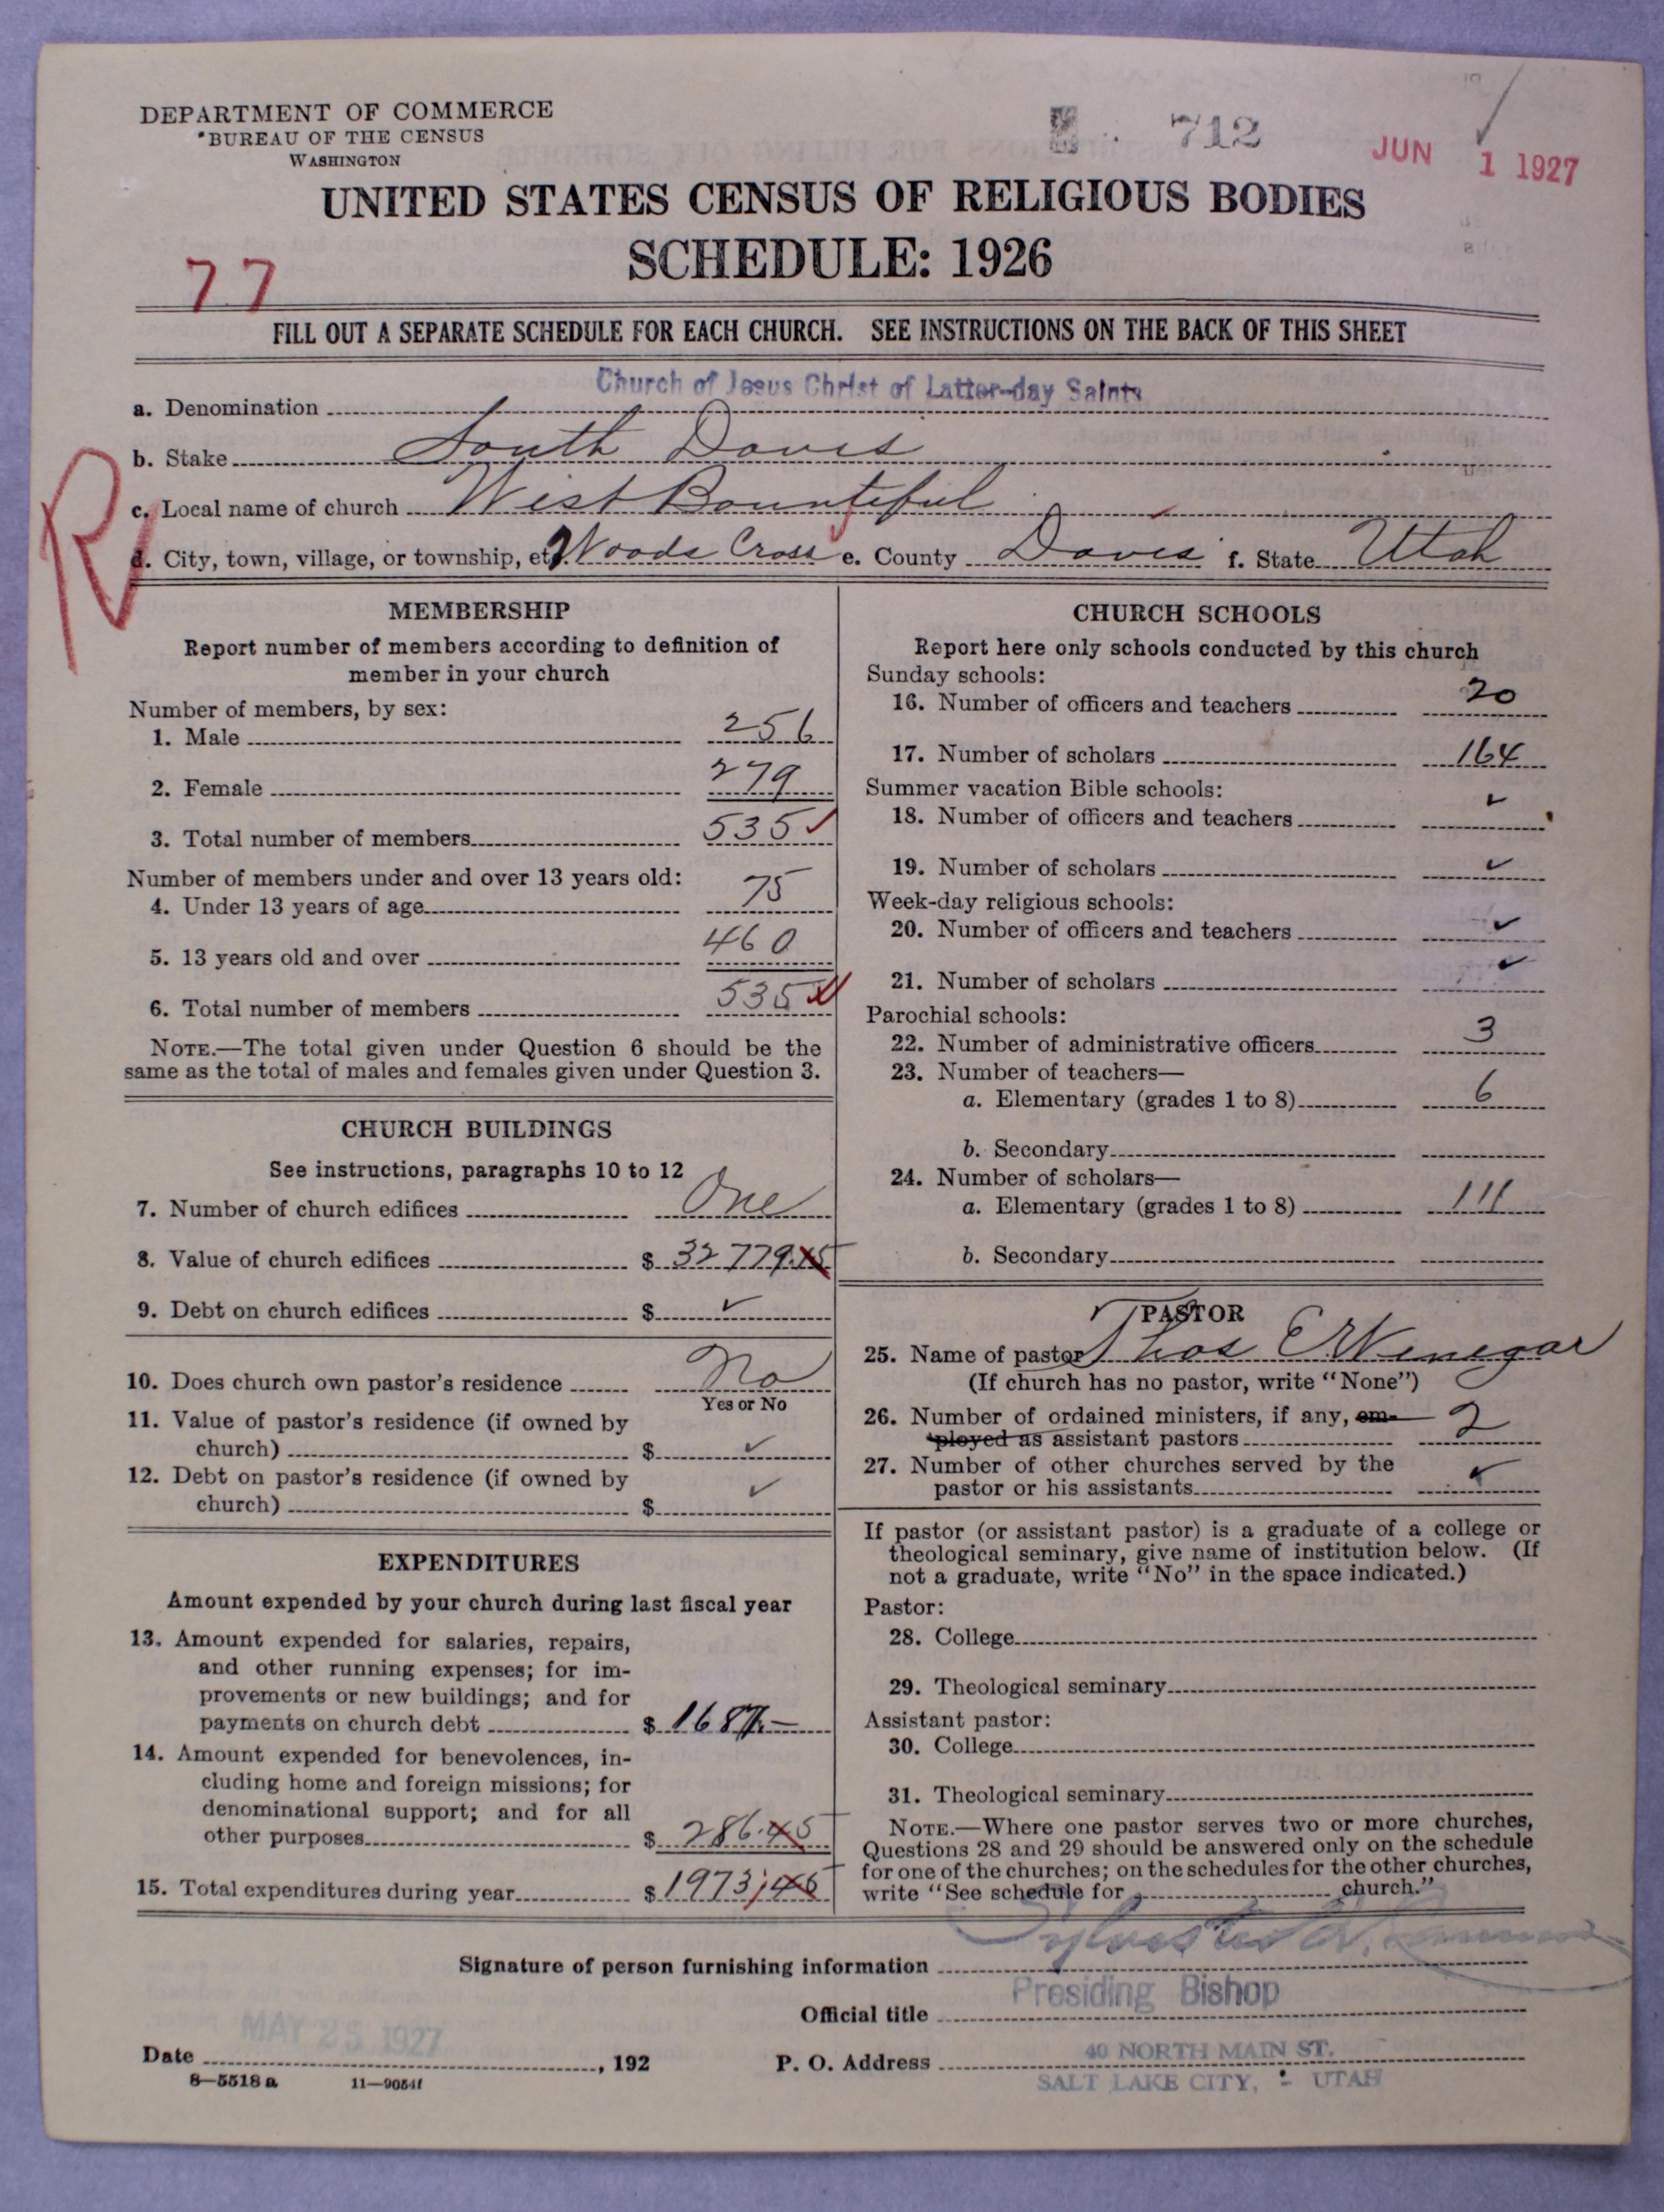 DEPARTMENT OF COMMERCE
BUREAU OF THE CENSUS
WASHINGTON
712
JUN 1 1927
UNITED STATES CENSUS OF RELIGIOUS BODIES
SCHEDULE: 1926
77
FILL OUT A SEPARATE SCHEDULE FOR EACH CHURCH. SEE INSTRUCTIONS ON THE BACK OF THIS SHEET
a. Denomination Church of Jesus Christ of Latter-day Saints
b. Stake South Davis
R
c. Local name of church West Bountiful
d. City, town, village, or township, etc. Woods Cross e. County Davis f. State Utah
MEMBERSHIP
Report number of members according to definition of
member in your church
Number of members, by sex:
1. Male 256
2. Female 279
3. Total number of members 535
Number of members under and over 13 years old:
4. Under 13 years of age 75
5. 13 years old and over 460
6. Total number of members 535
NOTE.—The total given under Question 6 should be the
same as the total of males and females given under Question 3.
CHURCH BUILDINGS
See instructions, paragraphs 10 to 12
7. Number of church edifices One
8. Value of church edifices $ 32779
9. Debt on church edifices $ ✓
10. Does church own pastor's residence No
Yes or No
11. Value of pastor's residence (if owned by
church) $ ✓
12. Debt on pastor's residence (if owned by
church) $ ✓
EXPENDITURES
Amount expended by your church during last fiscal year
13. Amount expended for salaries, repairs,
and other running expenses; for im-
provements or new buildings; and for
payments on church debt $ 1687.—
14. Amount expended for benevolences, in-
cluding home and foreign missions; for
denominational support; and for all
other purposes $ 286.45
15. Total expenditures during year $ 1973.45
CHURCH SCHOOLS
Report here only schools conducted by this church
Sunday schools:
16. Number of officers and teachers 20
17. Number of scholars 164
Summer vacation Bible schools:
18. Number of officers and teachers ✓
19. Number of scholars ✓
Week-day religious schools:
20. Number of officers and teachers ✓
21. Number of scholars ✓
Parochial schools:
22. Number of administrative officers 3
23. Number of teachers—
a. Elementary (grades 1 to 8) 6
b. Secondary
24. Number of scholars—
a. Elementary (grades 1 to 8) 111
b. Secondary
PASTOR
25. Name of pastor Thos E
(If church has no pastor, write "None")
26. Number of ordained ministers, if any, em- 2
ployed as assistant pastors
27. Number of other churches served by the
pastor or his assistants ✓
If pastor (or assistant pastor) is a graduate of a college or
theological seminary, give name of institution below. (If
not a graduate, write "No" in the space indicated.)
Pastor:
28. College
29. Theological seminary
Assistant pastor:
30. College
31. Theological seminary
NOTE.—Where one pastor serves two or more churches,
Questions 28 and 29 should be answered only on the schedule
for one of the churches; on the schedules for the other churches,
write "See schedule for church."
Signature of person furnishing information Sylvester
Official title Presiding Bishop
Date MAY 25 1927 , 192
P. O. Address 40 NORTH MAIN ST.
SALT LAKE CITY, - UTAH
8—5518 a 11—9054f